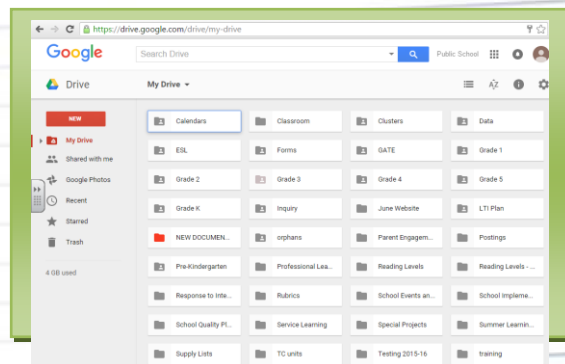 https://drive.google.com/drive/my-drive
Google Search Drive Public School
Drive My Drive
NEW
My Drive
Shared with me
Google Photos
Recent
Starred
Trash
4 GB used
Calendars Classroom Clusters Data
ESL Forms GATE Grade 1
Grade 2 Grade 3 Grade 4 Grade 5
Grade K Inquiry June Website LTI Plan
NEW DOCUMEN... orphans Parent Engagem... Postings
Pre-Kindergarten Professional Lea... Reading Levels Reading Levels - ...
Response to Inte... Rubrics School Events an... School Impleme...
School Quality Pl... Service Learning Special Projects Summer Learnin...
Supply Lists TC units Testing 2015-16 training